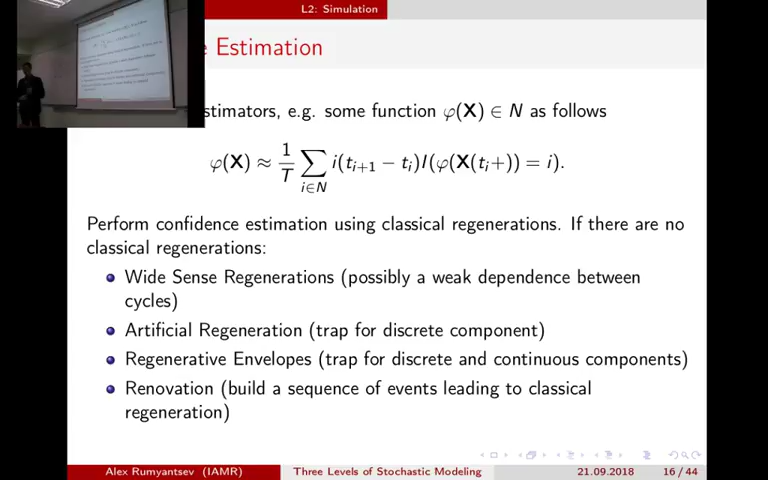 L2: Simulation
Estimation
stimators, e.g. some function φ(X) ∈ N as follows
φ(X) ≈ 1/T ∑_{i∈N} i(t_{i+1} − t_i)I(φ(X(t_i+)) = i).
Perform confidence estimation using classical regenerations. If there are no
classical regenerations:
Wide Sense Regenerations (possibly a weak dependence between
cycles)
Artificial Regeneration (trap for discrete component)
Regenerative Envelopes (trap for discrete and continuous components)
Renovation (build a sequence of events leading to classical
regeneration)
Alex Rumyantsev (IAMR) Three Levels of Stochastic Modeling 21.09.2018 16 / 44